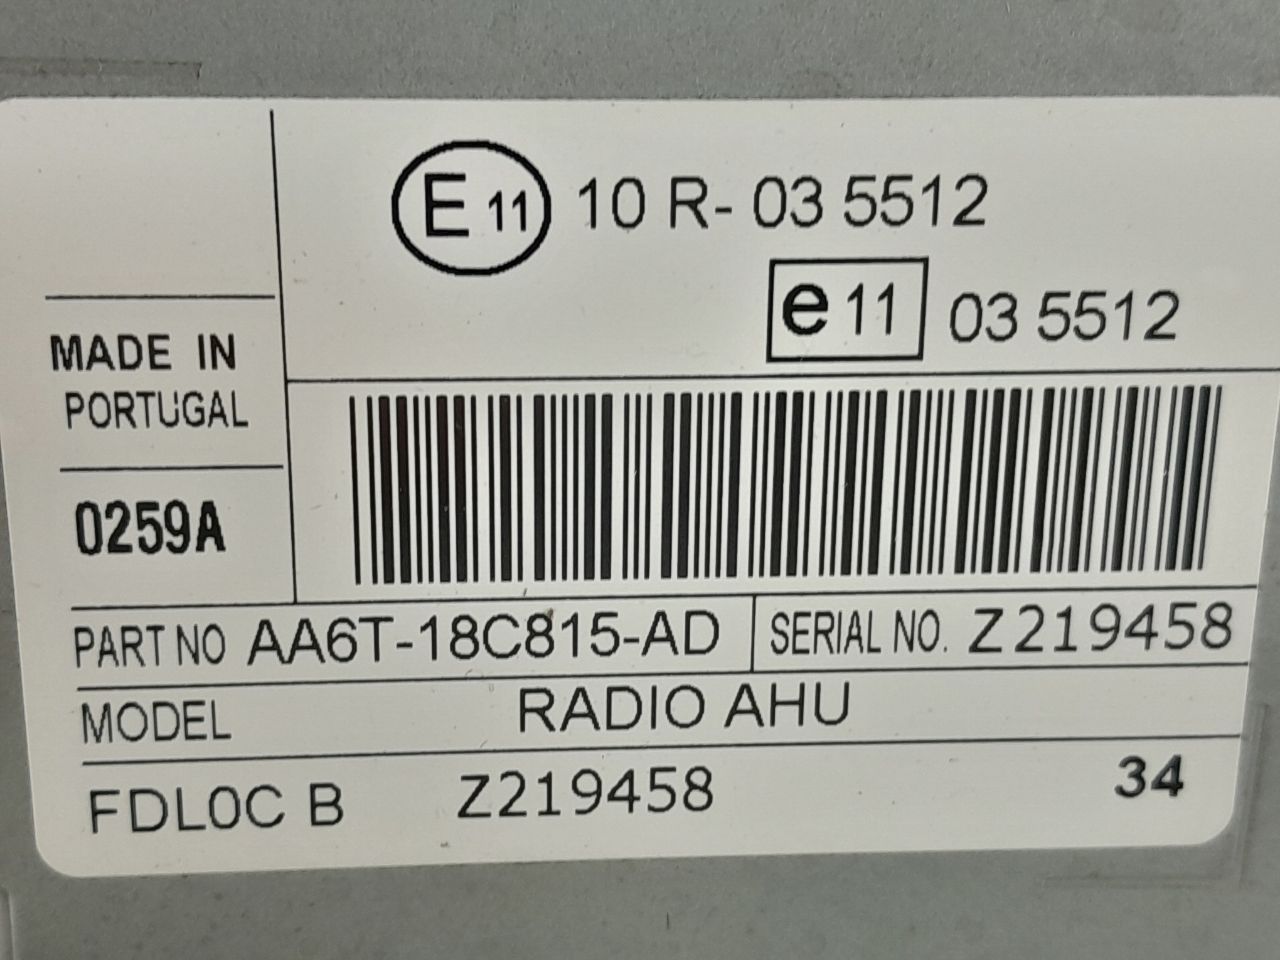 E 11 10 R- 03 5512
e 11 03 5512
MADE IN
PORTUGAL
0259A
PART NO AA6T-18C815-AD SERIAL NO. Z219458
MODEL RADIO AHU
FDLOC B Z219458 34